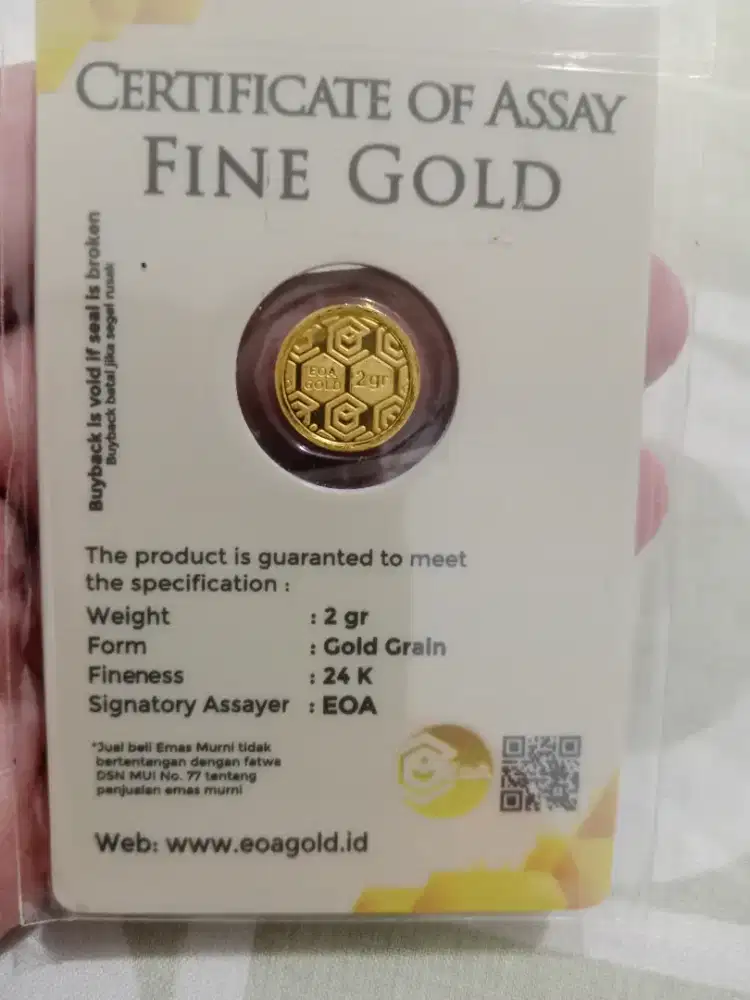 CERTIFICATE OF ASSAY
FINE GOLD
Buyback is void if seal is broken
Buyback batal jika segel rusak
EOA
GOLD
2 gr
The product is guaranted to meet
the specification :
Weight : 2 gr
Form : Gold Grain
Fineness : 24 K
Signatory Assayer : EOA
"Jual beli Emas Murni tidak
bertentangan dengan fatwa
DSN MUI No. 77 tentang
penjualan emas murni
Web: www.eoagold.id